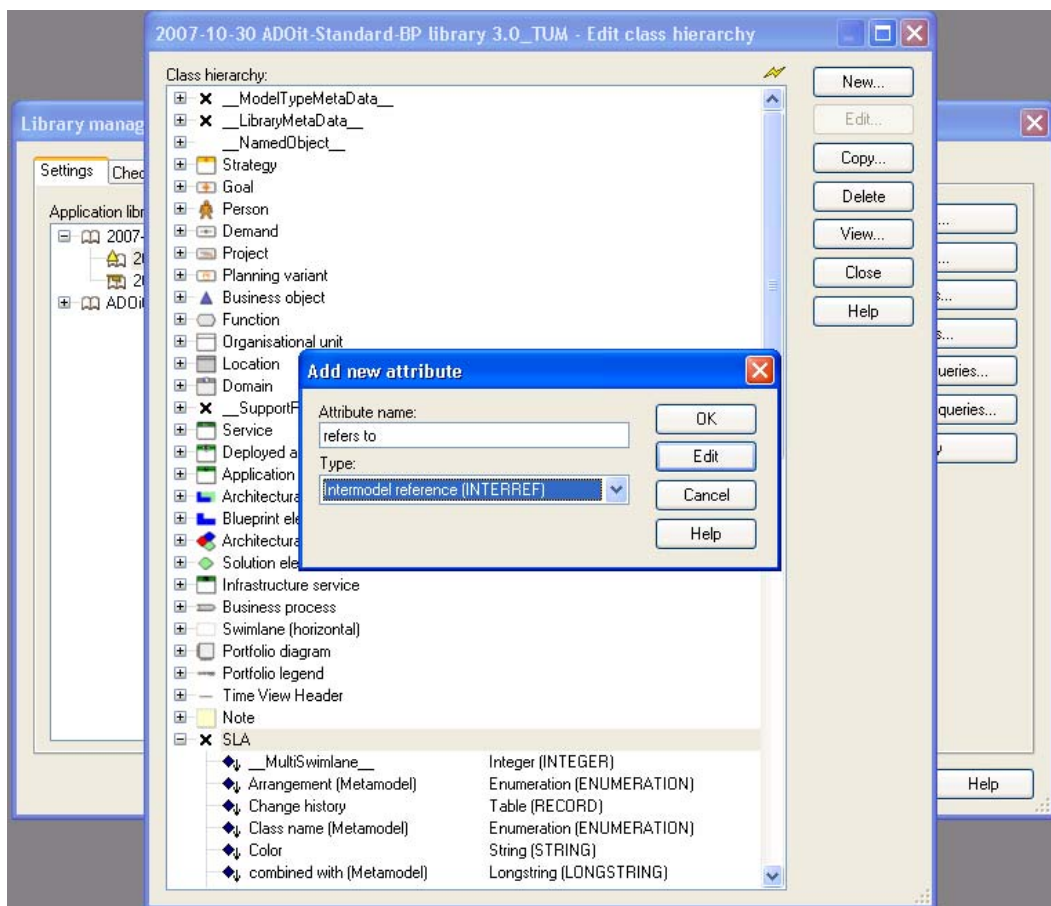 2007-10-30 ADOit-Standard-BP library 3.0_TUM - Edit class hierarchy
Class hierarchy:
__ModelTypeMetaData__
__LibraryMetaData__
__NamedObject__
Strategy
Goal
Person
Demand
Project
Planning variant
Business object
Function
Organisational unit
Location
Domain
__SupportF
Service
Deployed a
Application
Architectura
Blueprint ele
Architectura
Solution ele
Infrastructure service
Business process
Swimlane (horizontal)
Portfolio diagram
Portfolio legend
Time View Header
Note
SLA
__MultiSwimlane__ Integer (INTEGER)
Arrangement (Metamodel) Enumeration (ENUMERATION)
Change history Table (RECORD)
Class name (Metamodel) Enumeration (ENUMERATION)
Color String (STRING)
combined with (Metamodel) Longstring (LONGSTRING)
New...
Edit...
Copy...
Delete
View...
Close
Help
Add new attribute
Attribute name:
refers to
Type:
Intermodel reference (INTERREF)
OK
Edit
Cancel
Help
Library manag
Settings
Chec
Application libr
2007-
2
2
ADOi
...
...
s...
s...
ueries...
queries...
y
Help